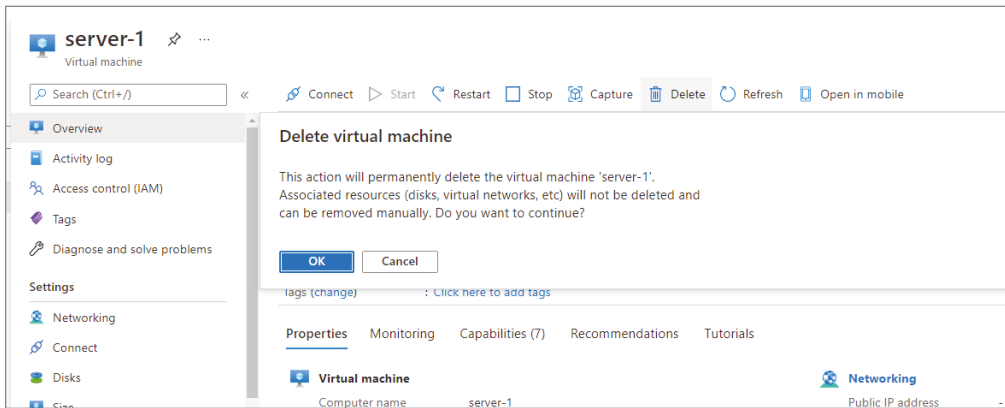 server-1
Virtual machine
Search (Ctrl+/)
Connect Start Restart Stop Capture Delete Refresh Open in mobile
Overview
Activity log
Access control (IAM)
Tags
Diagnose and solve problems
Settings
Networking
Connect
Disks
Size
Delete virtual machine
This action will permanently delete the virtual machine 'server-1'.
Associated resources (disks, virtual networks, etc) will not be deleted and
can be removed manually. Do you want to continue?
OK Cancel
Tags (change) : Click here to add tags
Properties Monitoring Capabilities (7) Recommendations Tutorials
Virtual machine
Computer name server-1
Networking
Public IP address -